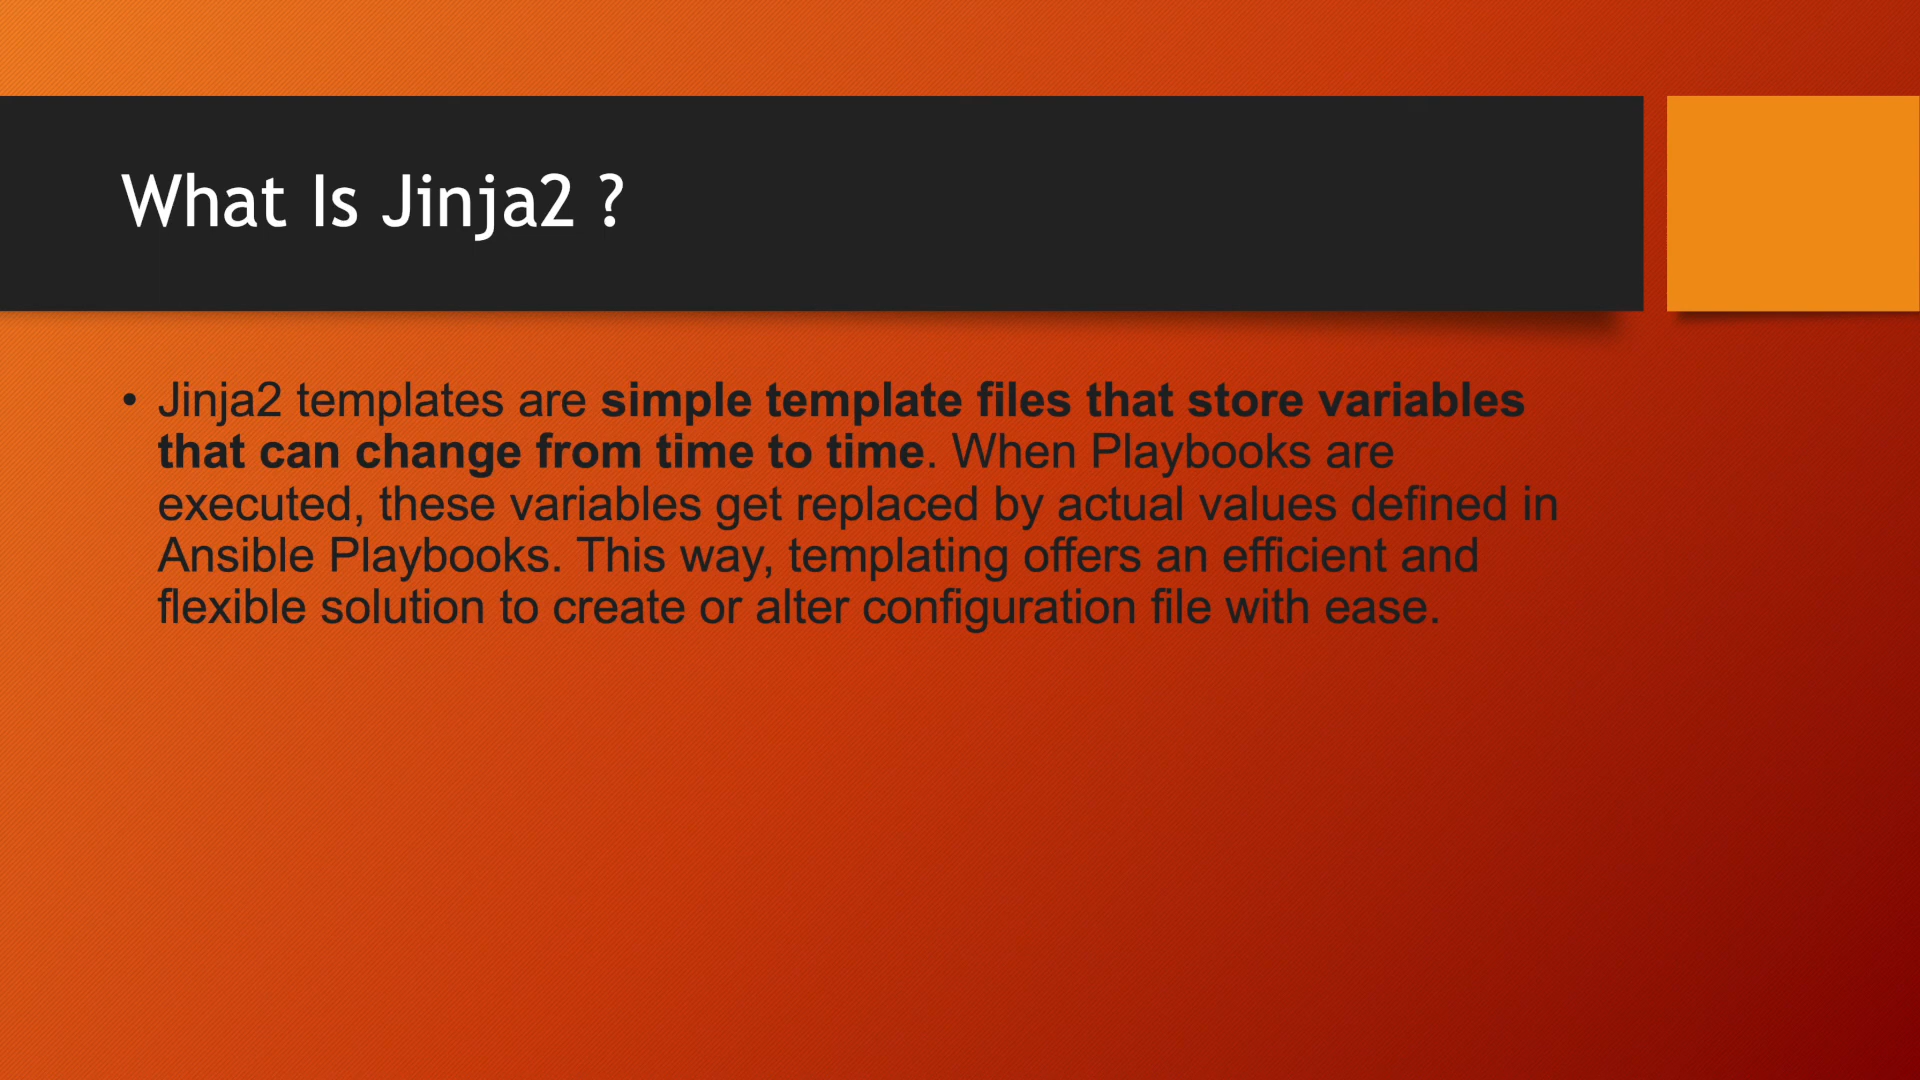 What Is Jinja2 ?
• Jinja2 templates are simple template files that store variables
that can change from time to time. When Playbooks are
executed, these variables get replaced by actual values defined in
Ansible Playbooks. This way, templating offers an efficient and
flexible solution to create or alter configuration file with ease.